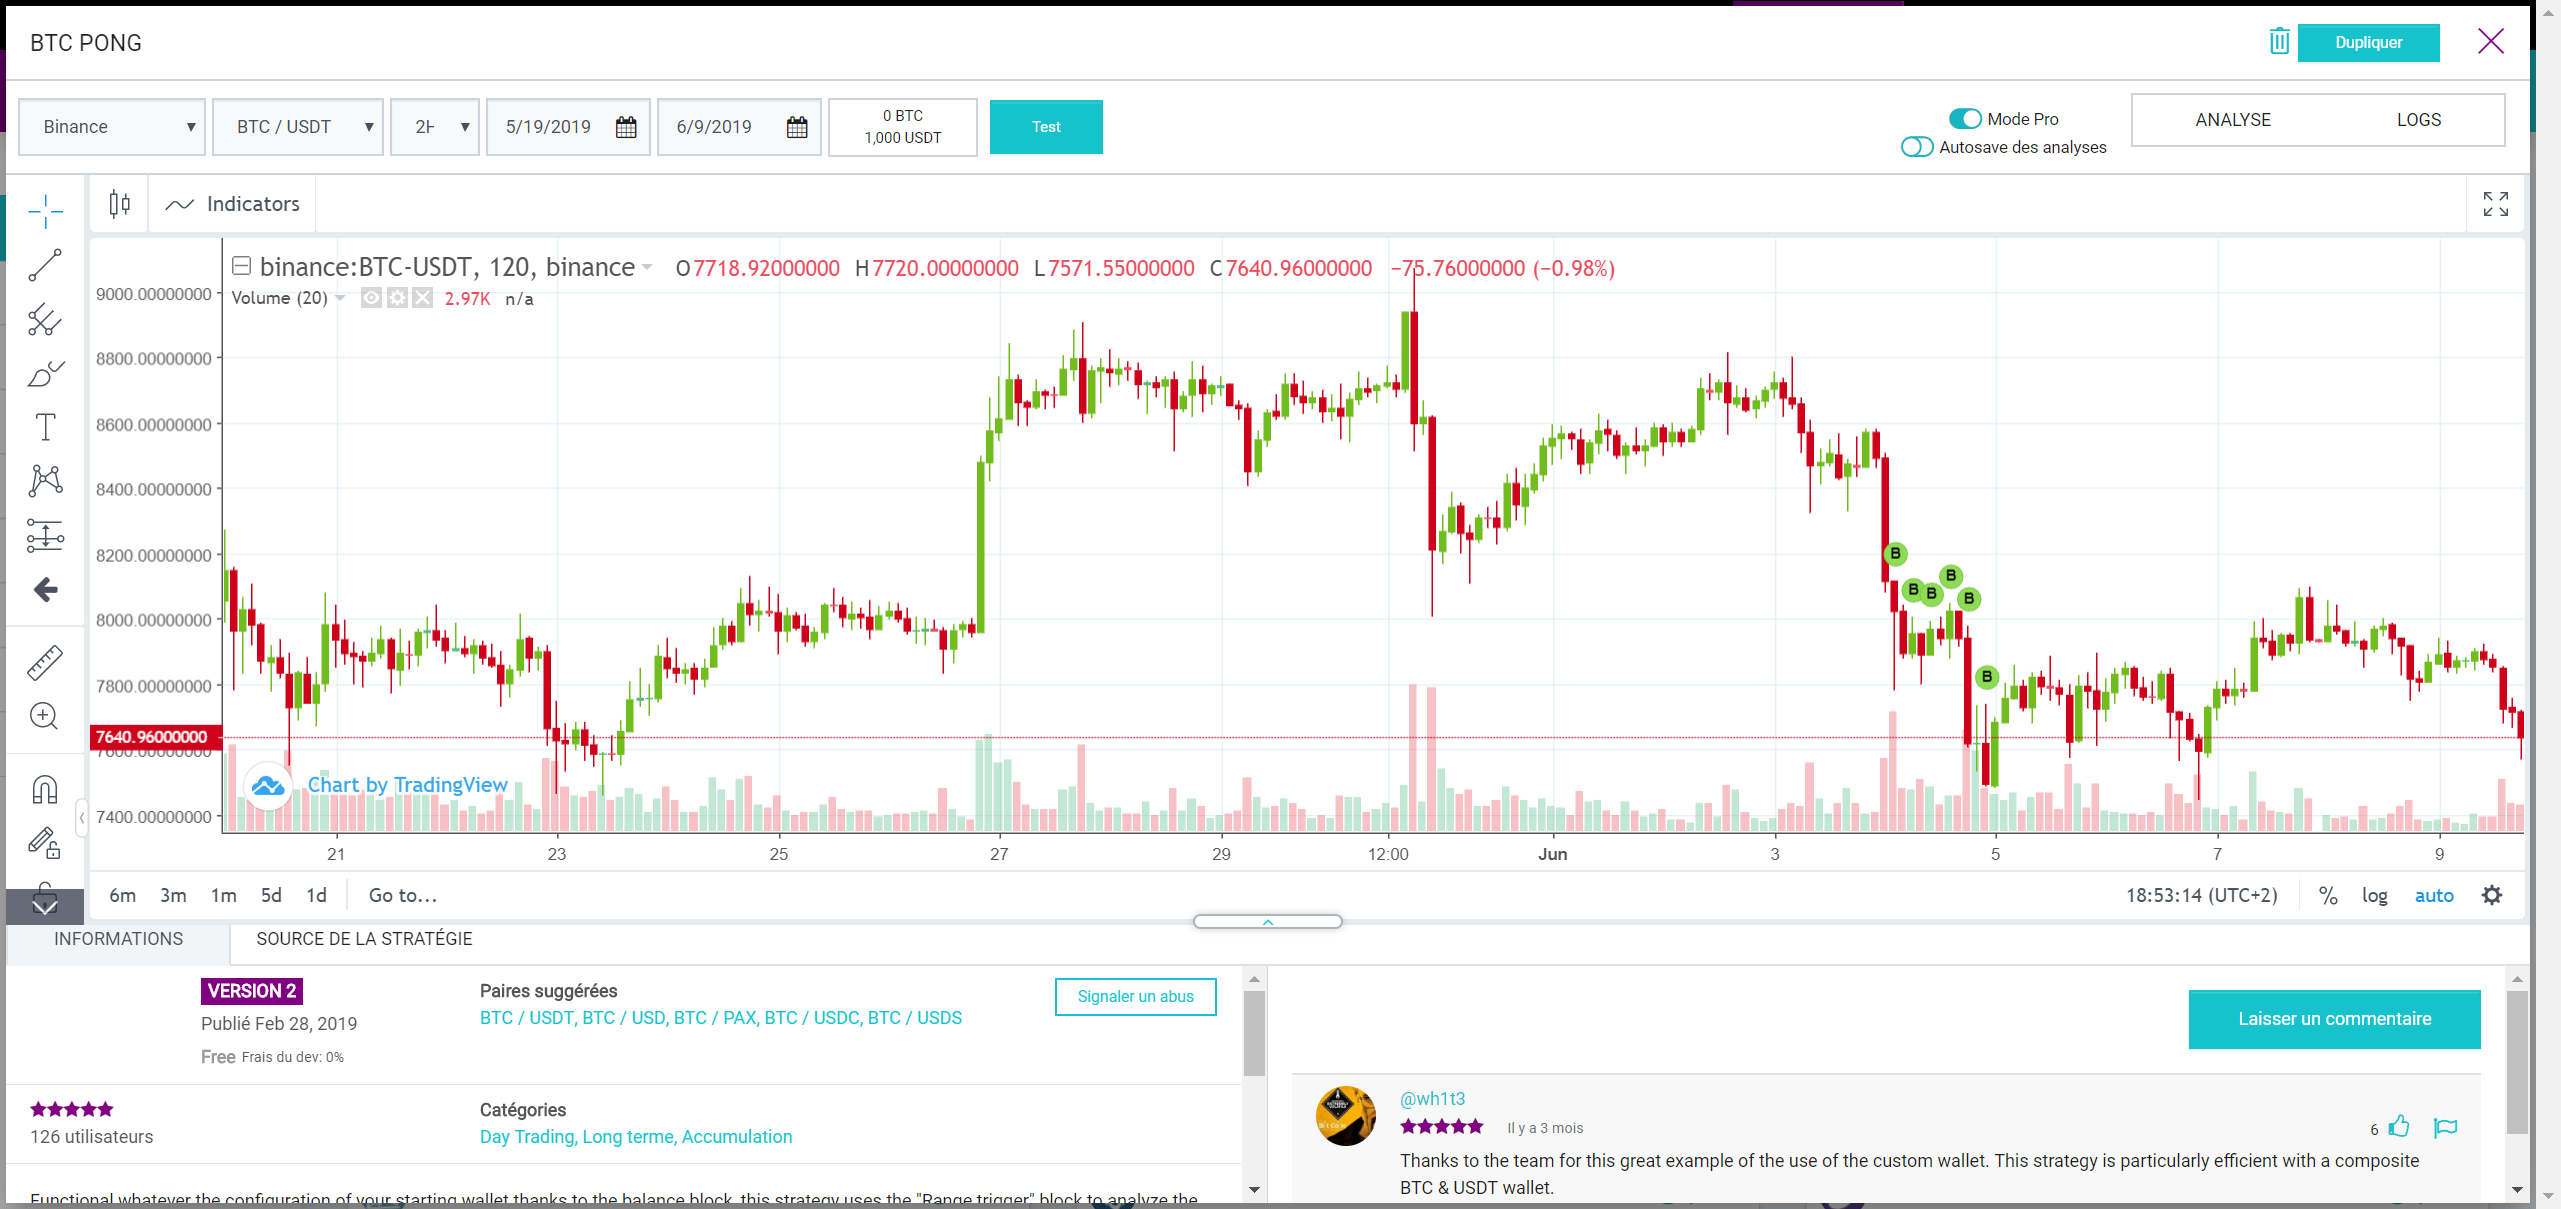 BTC PONG
Dupliquer
Binance
BTC / USDT
2H
5/19/2019
6/9/2019
0 BTC
1,000 USDT
Test
Mode Pro
Autosave des analyses
ANALYSE
LOGS
Indicators
binance:BTC-USDT, 120, binance O 7718.92000000 H 7720.00000000 L 7571.55000000 C 7640.96000000 −75.76000000 (−0.98%)
Volume (20) 2.97K n/a
9000.00000000
8800.00000000
8600.00000000
8400.00000000
8200.00000000
8000.00000000
7800.00000000
7640.96000000
7600.00000000
7400.00000000
B
B
B
B
B
B
Chart by TradingView
21 23 25 27 29 12:00 Jun 3 5 7 9
6m 3m 1m 5d 1d Go to...
18:53:14 (UTC+2) % log auto
INFORMATIONS
SOURCE DE LA STRATÉGIE
VERSION 2
Publié Feb 28, 2019
Free Frais du dev: 0%
Paires suggérées
BTC / USDT, BTC / USD, BTC / PAX, BTC / USDC, BTC / USDS
Signaler un abus
126 utilisateurs
Catégories
Day Trading, Long terme, Accumulation
Functional whatever the configuration of your starting wallet thanks to the balance block, this strategy uses the "Range trigger" block to analyze the
Laisser un commentaire
@wh1t3
Il y a 3 mois
6
Thanks to the team for this great example of the use of the custom wallet. This strategy is particularly efficient with a composite
BTC & USDT wallet.